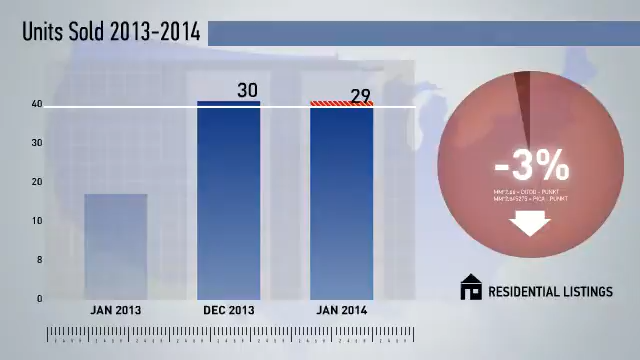 Units Sold 2013-2014
30
29
40
30
20
10
8
0
JAN 2013
DEC 2013
JAN 2014
-3%
RESIDENTIAL LISTINGS